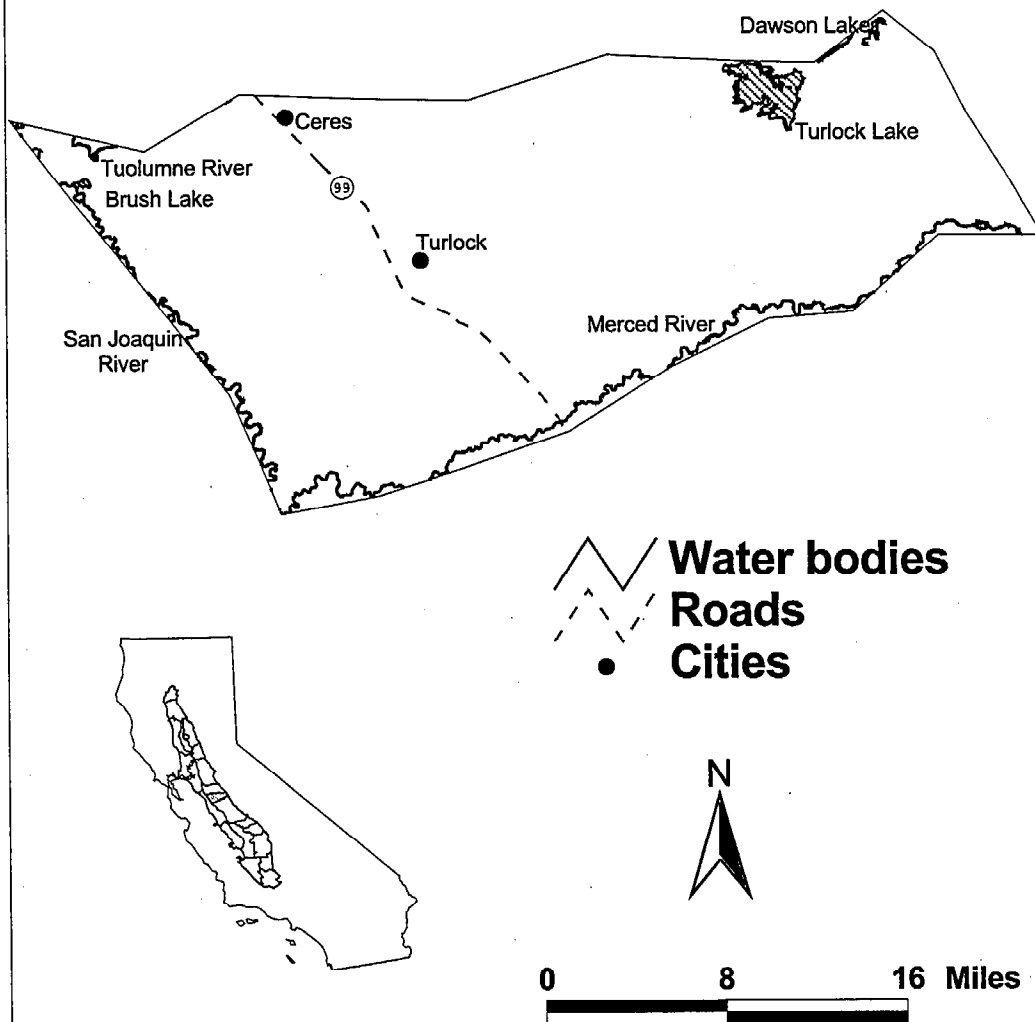 Dawson Lake
Ceres
Turlock Lake
Tuolumne River
Brush Lake
99
Turlock
San Joaquin
River
Merced River
Water bodies
Roads
Cities
N
0 8 16 Miles